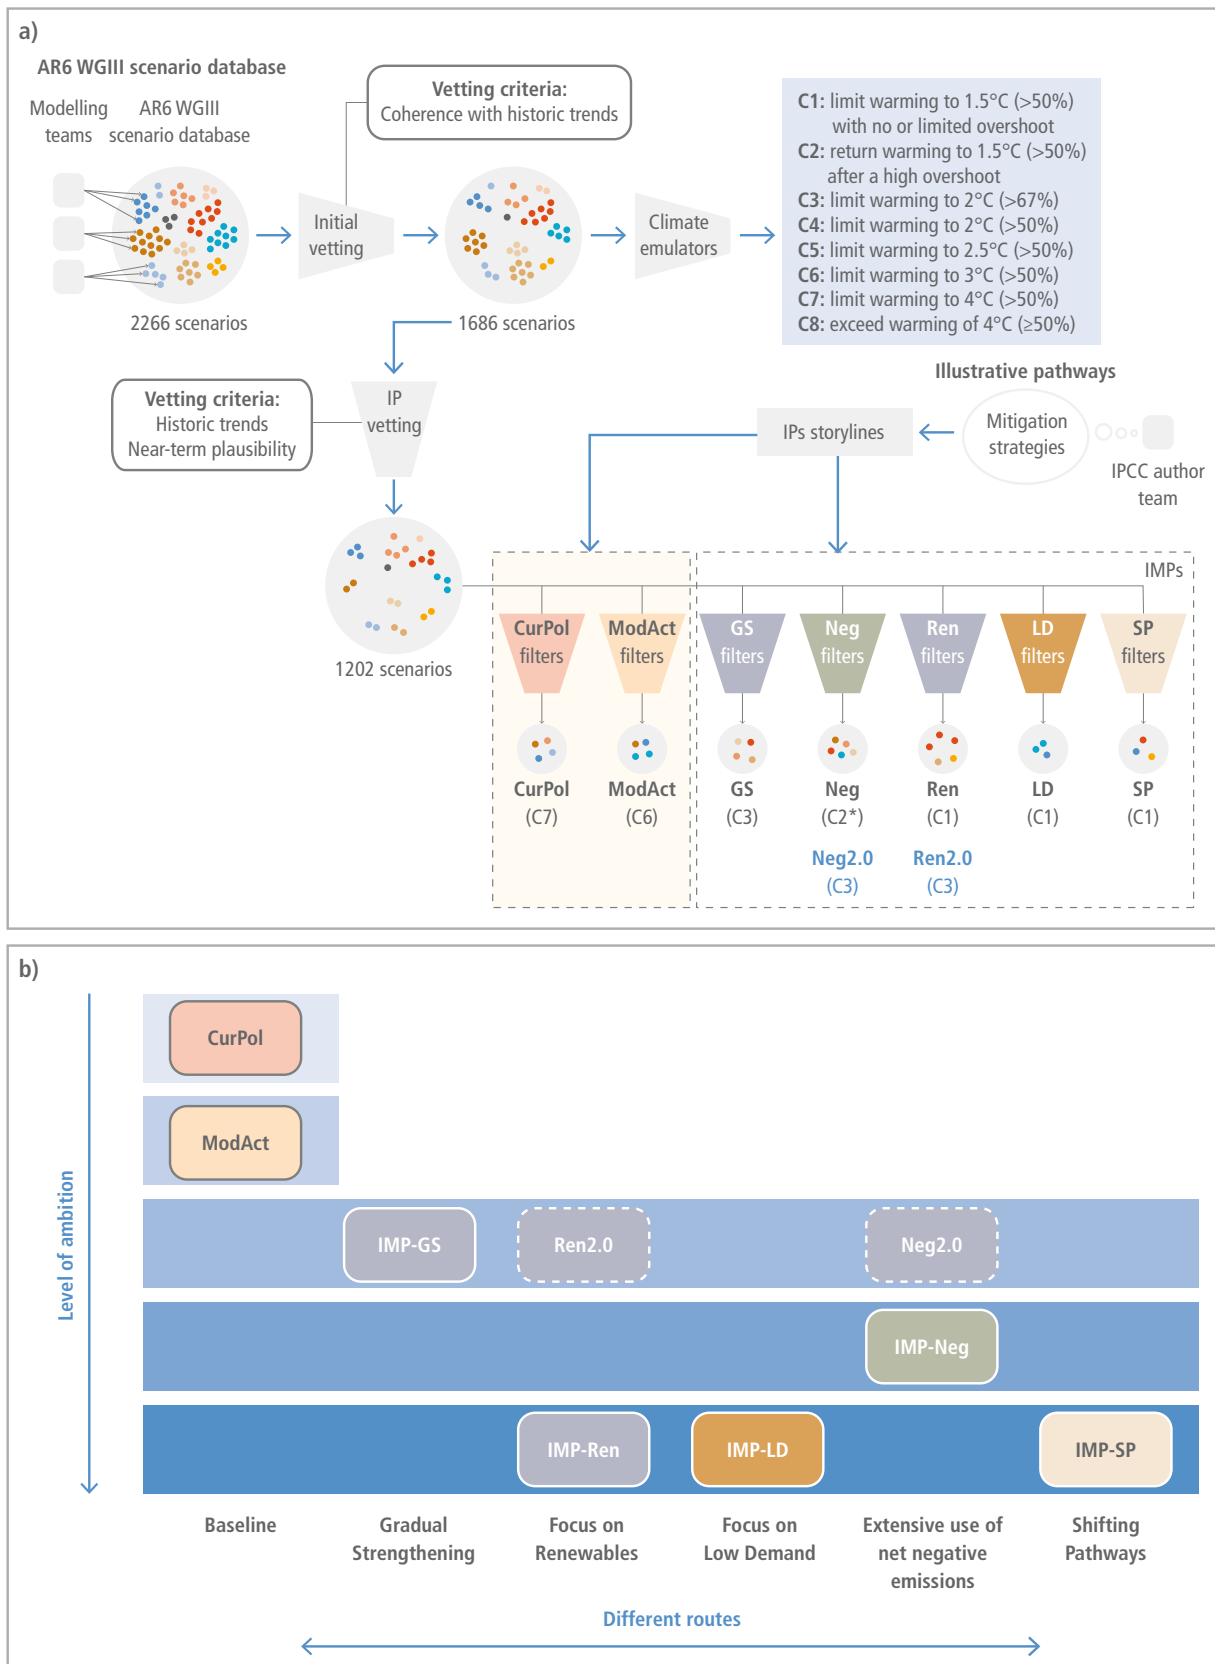 a)
AR6 WGIII scenario database
Modelling
teams
AR6 WGIII
scenario database
Vetting criteria:
Coherence with historic trends
Initial
vetting
Climate
emulators
2266 scenarios
1686 scenarios
C1: limit warming to 1.5°C (>50%)
with no or limited overshoot
C2: return warming to 1.5°C (>50%)
after a high overshoot
C3: limit warming to 2°C (>67%)
C4: limit warming to 2°C (>50%)
C5: limit warming to 2.5°C (>50%)
C6: limit warming to 3°C (>50%)
C7: limit warming to 4°C (>50%)
C8: exceed warming of 4°C (≥50%)
Vetting criteria:
Historic trends
Near-term plausibility
IP
vetting
Illustrative pathways
IPs storylines
Mitigation
strategies
IPCC author
team
1202 scenarios
IMPs
CurPol
filters
ModAct
filters
GS
filters
Neg
filters
Ren
filters
LD
filters
SP
filters
CurPol
(C7)
ModAct
(C6)
GS
(C3)
Neg
(C2*)
Ren
(C1)
LD
(C1)
SP
(C1)
Neg2.0
(C3)
Ren2.0
(C3)
b)
Level of ambition
CurPol
ModAct
IMP-GS
Ren2.0
Neg2.0
IMP-Neg
IMP-Ren
IMP-LD
IMP-SP
Baseline
Gradual
Strengthening
Focus on
Renewables
Focus on
Low Demand
Extensive use of
net negative
emissions
Shifting
Pathways
Different routes